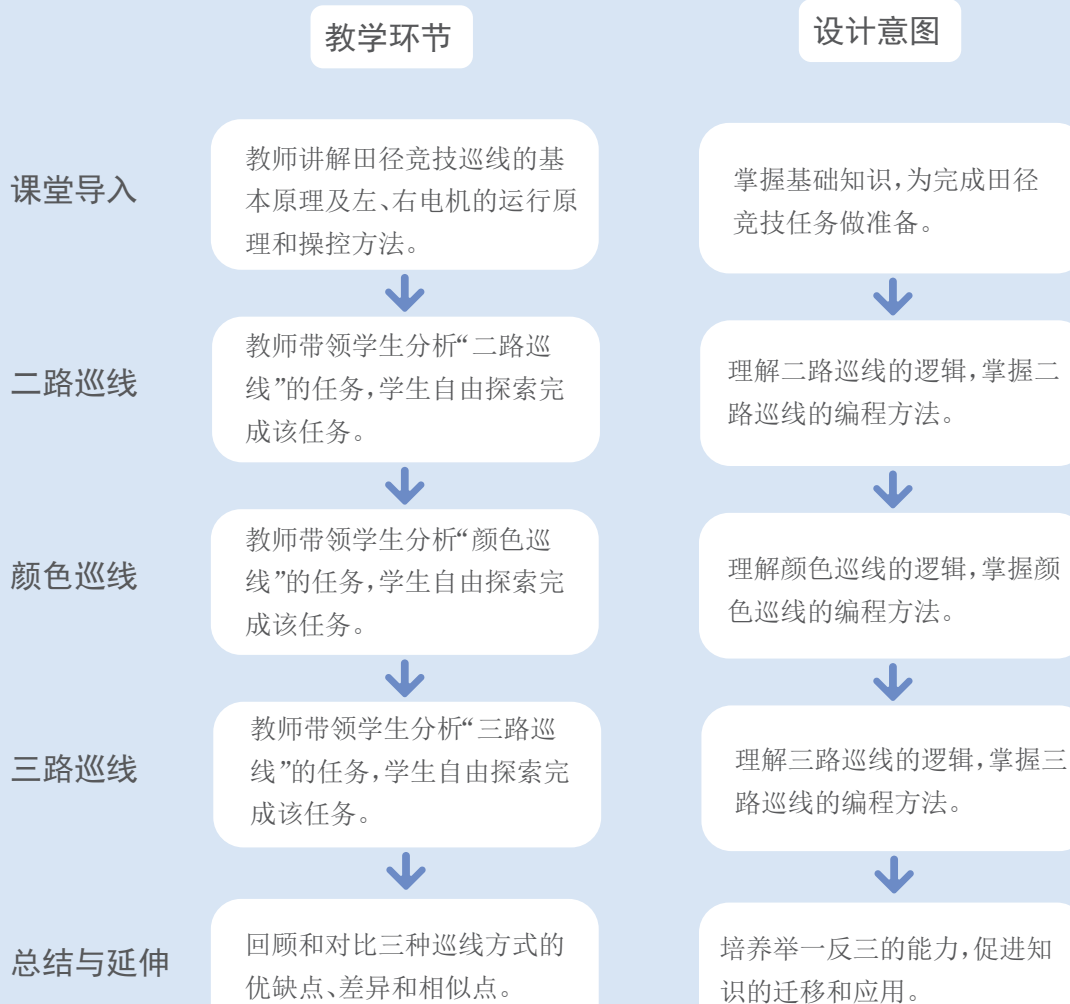 教学环节
设计意图
课堂导入
教师讲解田径竞技巡线的基
本原理及左、右电机的运行原
理和操控方法。
掌握基础知识,为完成田径
竞技任务做准备。
二路巡线
教师带领学生分析“二路巡
线”的任务,学生自由探索完
成该任务。
理解二路巡线的逻辑,掌握二
路巡线的编程方法。
颜色巡线
教师带领学生分析“颜色巡
线”的任务,学生自由探索完
成该任务。
理解颜色巡线的逻辑,掌握颜
色巡线的编程方法。
三路巡线
教师带领学生分析“三路巡
线”的任务,学生自由探索完
成该任务。
理解三路巡线的逻辑,掌握三
路巡线的编程方法。
总结与延伸
回顾和对比三种巡线方式的
优缺点、差异和相似点。
培养举一反三的能力,促进知
识的迁移和应用。